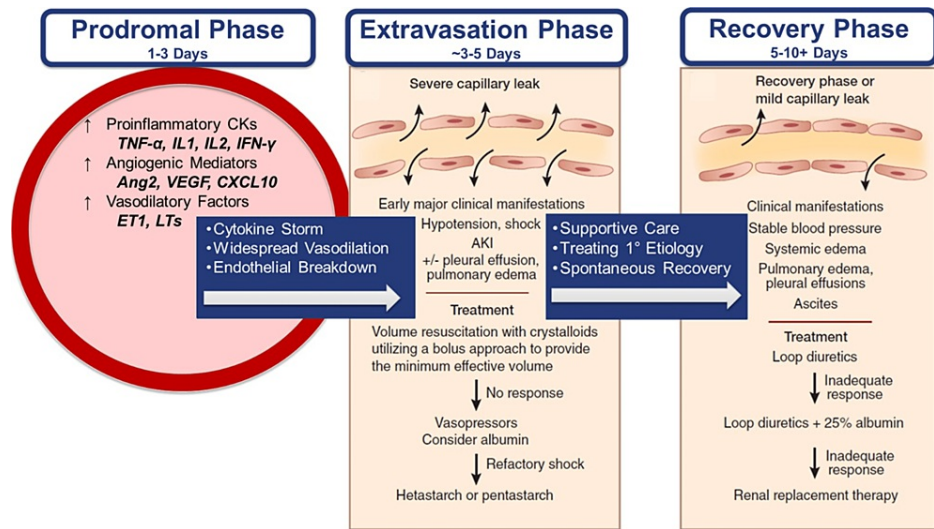 Prodromal Phase
1-3 Days
↑ Proinflammatory CKs
TNF-α, IL1, IL2, IFN-γ
↑ Angiogenic Mediators
Ang2, VEGF, CXCL10
↑ Vasodilatory Factors
ET1, LTs
•Cytokine Storm
•Widespread Vasodilation
•Endothelial Breakdown
Extravasation Phase
~3-5 Days
Severe capillary leak
Early major clinical manifestations
Hypotension, shock
AKI
+/- pleural effusion,
pulmonary edema
Treatment
Volume resuscitation with crystalloids
utilizing a bolus approach to provide
the minimum effective volume
No response
Vasopressors
Consider albumin
Refactory shock
Hetastarch or pentastarch
•Supportive Care
•Treating 1° Etiology
•Spontaneous Recovery
Recovery Phase
5-10+ Days
Recovery phase or
mild capillary leak
Clinical manifestations
Stable blood pressure
Systemic edema
Pulmonary edema,
pleural effusions
Ascites
Treatment
Loop diuretics
Inadequate
response
Loop diuretics + 25% albumin
Inadequate
response
Renal replacement therapy